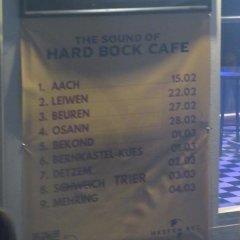 THE SOUND OF
HARD BOCK CAFE
1. AACH 15.02
2. LEIWEN 22.02
3. BEUREN 27.02
4. OSANN 28.02
5. BEKOND 01.03
6. BERNKASTEL-KUES 01.03
7. DETZEM 02.03
8. SCHWEICH TRIER 03.03
9. MEHRING 04.03